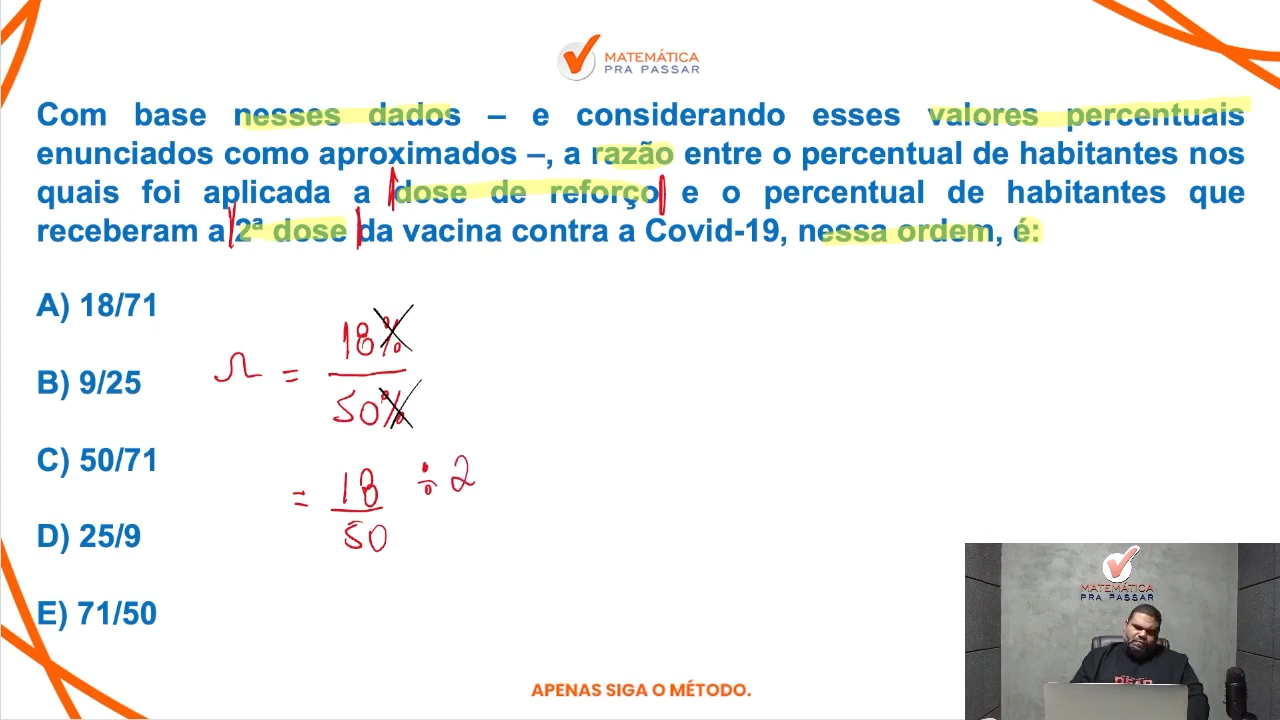 MATEMÁTICA
PRA PASSAR
Com base nesses dados – e considerando esses valores percentuais
enunciados como aproximados –, a razão entre o percentual de habitantes nos
quais foi aplicada a dose de reforço e o percentual de habitantes que
receberam a 2ª dose da vacina contra a Covid-19, nessa ordem, é:
A) 18/71
B) 9/25
C) 50/71
D) 25/9
E) 71/50
r = 18%
50%
= 18 ÷ 2
50
MATEMÁTICA
PRA PASSAR
APENAS SIGA O MÉTODO.